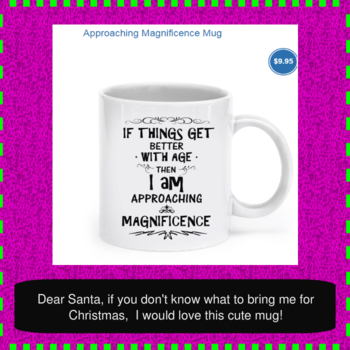 Approaching Magnificence Mug
$9.95
IF THINGS GET
BETTER
WITH AGE
THEN
I AM
APPROACHING
MAGNIFICENCE
Dear Santa, if you don't know what to bring me for
Christmas, I would love this cute mug!